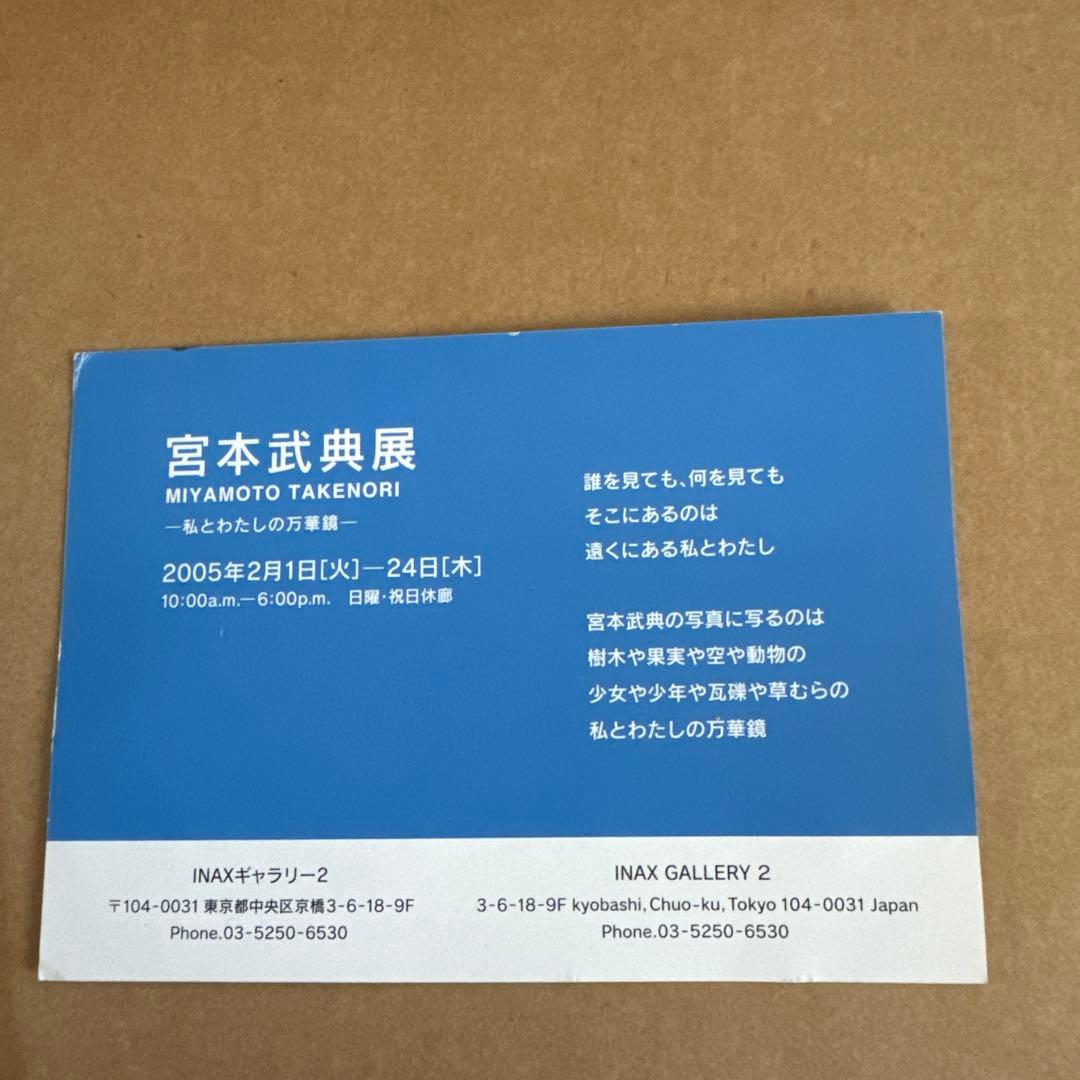 宮本武典展
MIYAMOTO TAKENORI
―私とわたしの万華鏡―
2005年2月1日[火]―24日[木]
10:00a.m.―6:00p.m.　日曜・祝日休廊
誰を見ても、何を見ても
そこにあるのは
遠くにある私とわたし
宮本武典の写真に写るのは
樹木や果実や空や動物の
少女や少年や瓦礫や草むらの
私とわたしの万華鏡
INAXギャラリー2
〒104-0031 東京都中央区京橋3-6-18-9F
Phone.03-5250-6530
INAX GALLERY 2
3-6-18-9F kyobashi, Chuo-ku, Tokyo 104-0031 Japan
Phone.03-5250-6530